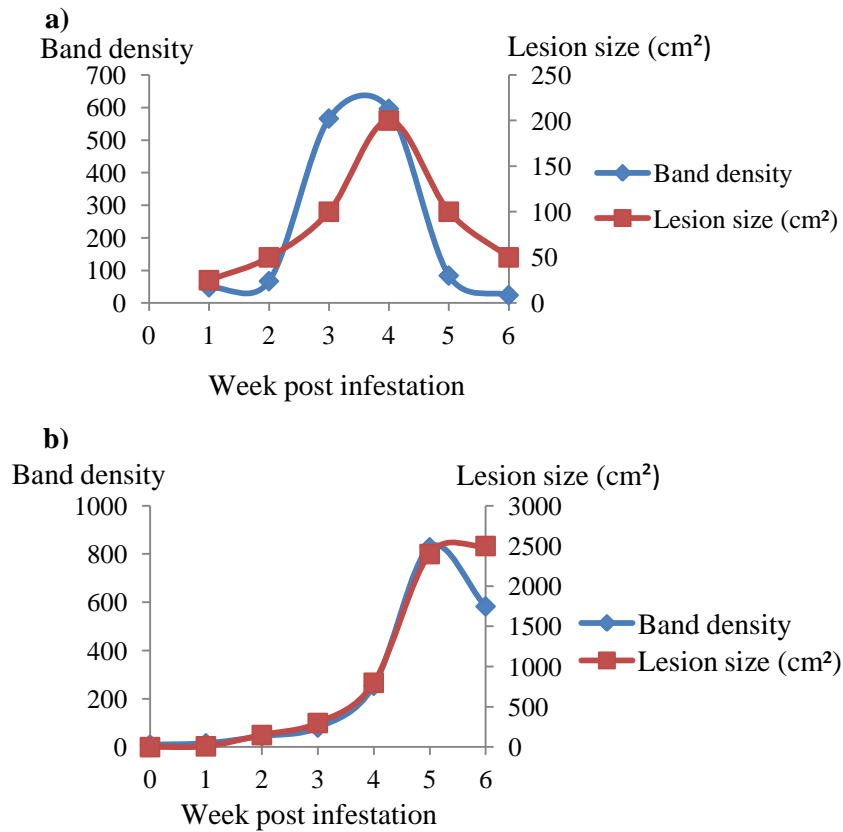 a)
Band density
Lesion size (cm²)
700
600
500
400
300
200
100
0
250
200
150
100
50
0
0 1 2 3 4 5 6
Week post infestation
Band density
Lesion size (cm²)
b)
Band density
Lesion size (cm²)
1000
800
600
400
200
0
3000
2500
2000
1500
1000
500
0
0 1 2 3 4 5 6
Week post infestation
Band density
Lesion size (cm²)